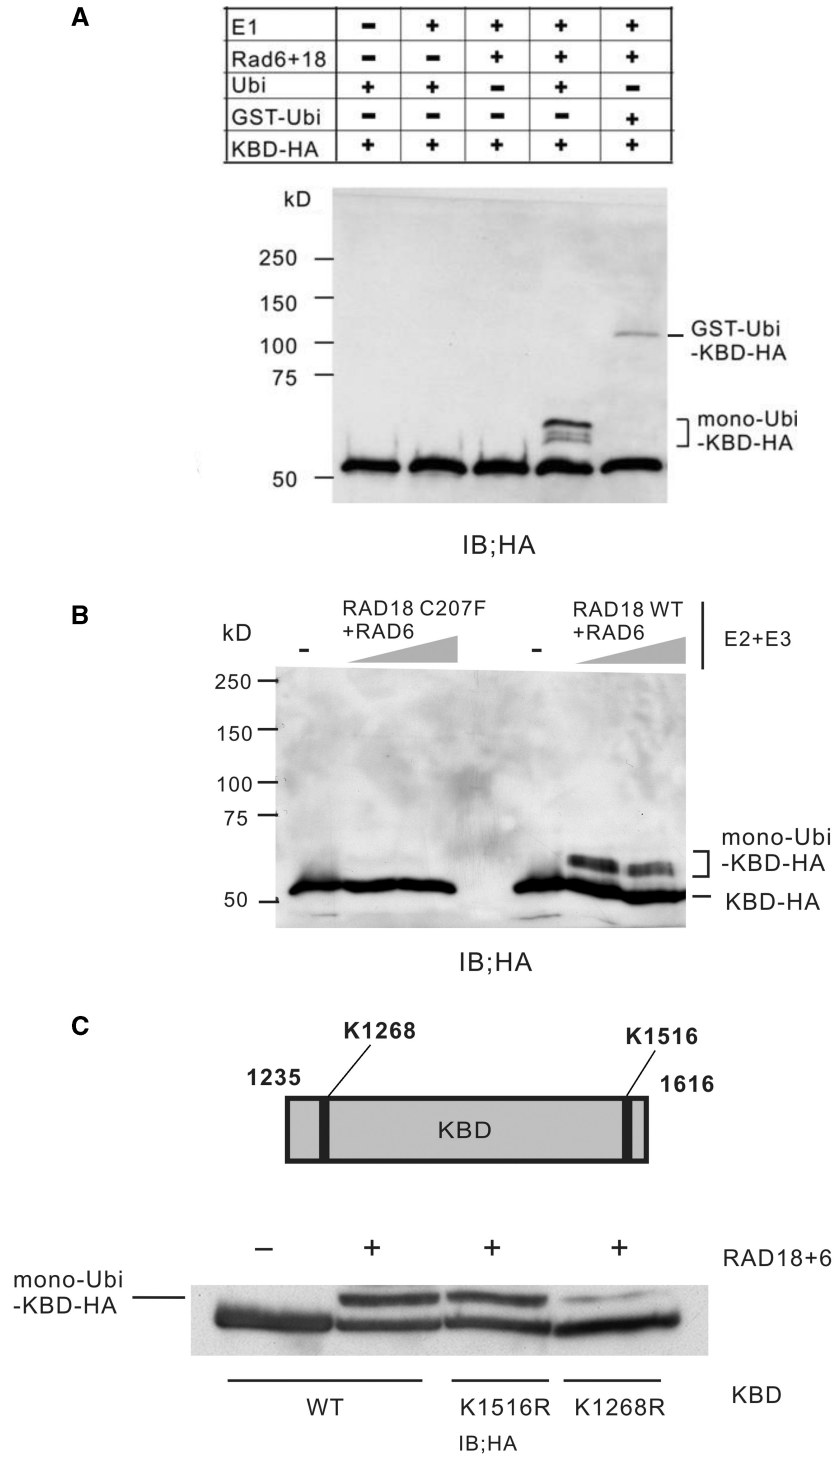 A
E1 - + + + +
Rad6+18 - - + + +
Ubi + + - + -
GST-Ubi - - - - +
KBD-HA + + + + +
kD
250
150
100
75
50
GST-Ubi
-KBD-HA
mono-Ubi
-KBD-HA
IB;HA
B
kD
-
RAD18 C207F
+RAD6
-
RAD18 WT
+RAD6
E2+E3
250
150
100
75
50
mono-Ubi
-KBD-HA
KBD-HA
IB;HA
C
K1268
K1516
1235
1616
KBD
– + + +
RAD18+6
mono-Ubi
-KBD-HA
WT
K1516R
K1268R
KBD
IB;HA